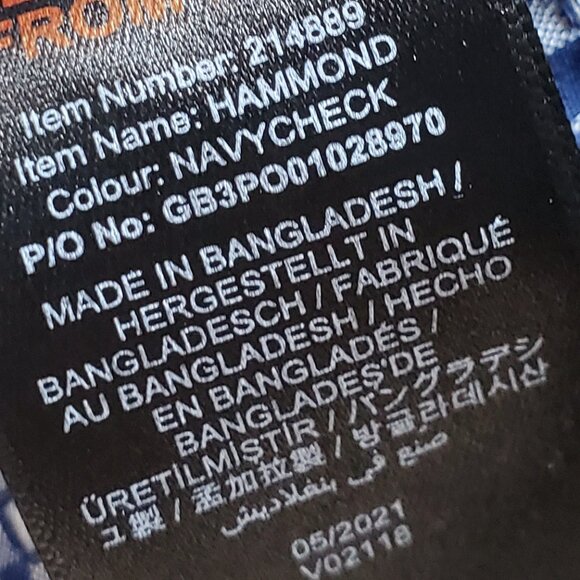 FROM
Item Number: 214889
Item Name: HAMMOND
Colour: NAVYCHECK
P/O No: GB3PO01028970
MADE IN BANGLADESH /
HERGESTELLT IN
BANGLADESCH / FABRIQUÉ
AU BANGLADESH / HECHO
EN BANGLADÉS /
BANGLADEŞ'DE
ÜRETİLMİŞTİR / バングラデシ
ュ製 / 孟加拉製 / 방글라데시산
صنع في بنغلاديش
05/2021
V02118